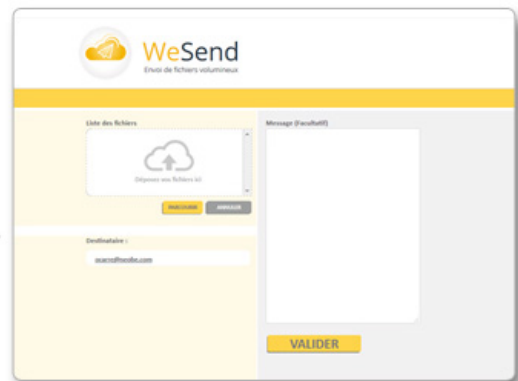 WeSend
Envoi de fichiers volumineux
Liste des fichiers
Déposez vos fichiers ici
PARCOURIR
ANNULER
Destinataire :
Message (Facultatif)
VALIDER